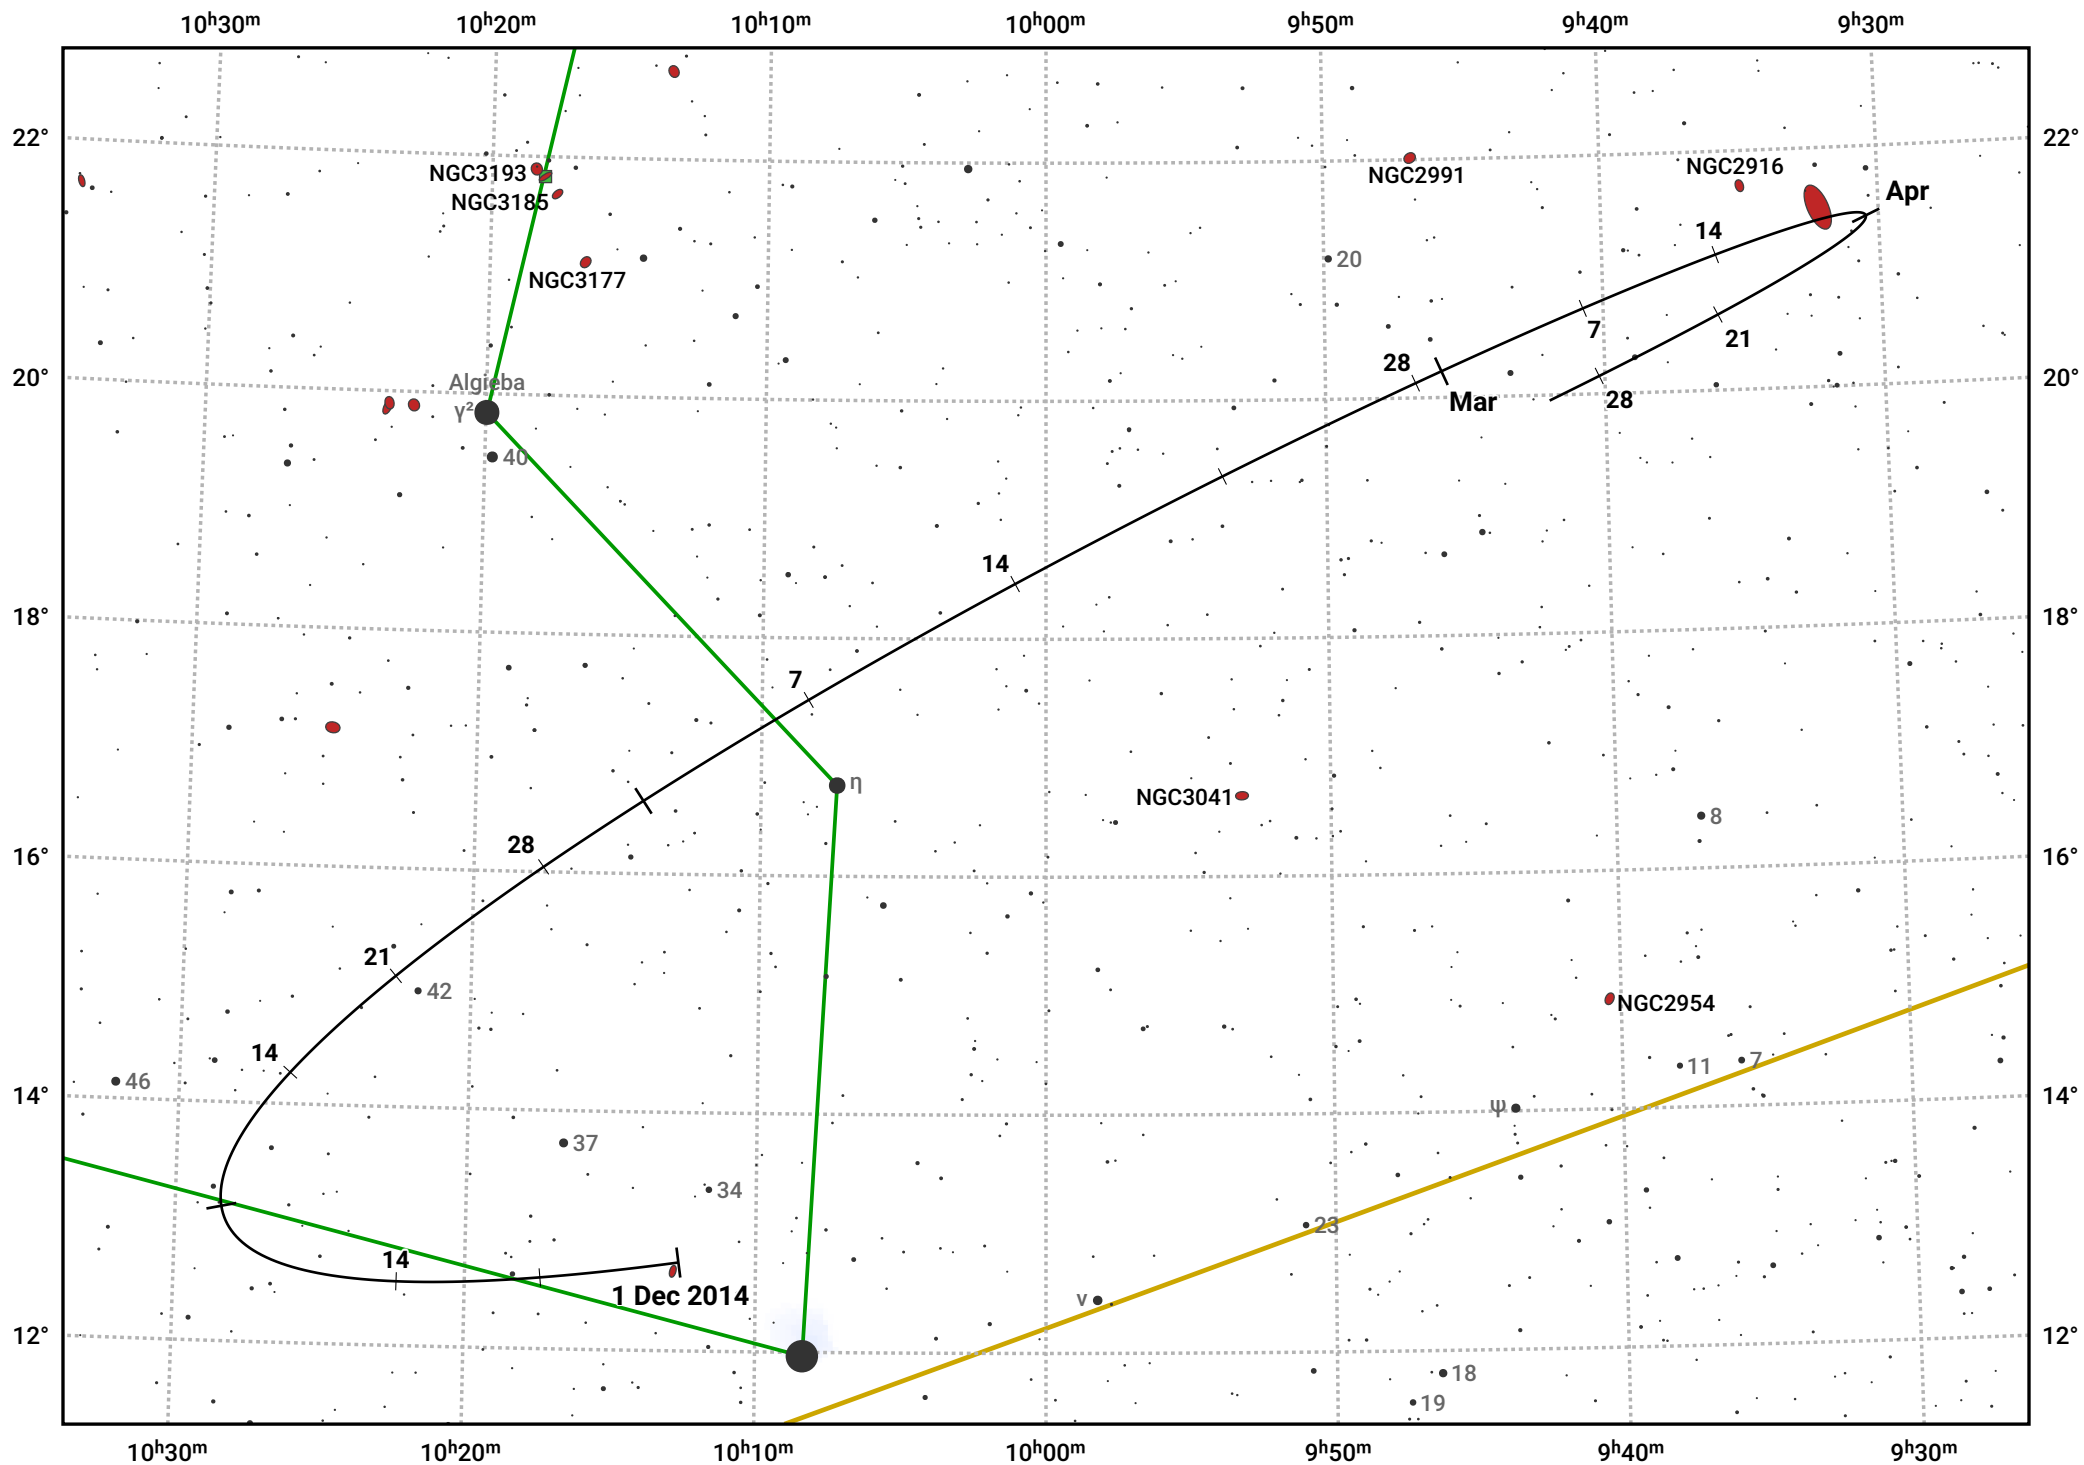 10ʰ30ᵐ 10ʰ20ᵐ 10ʰ10ᵐ 10ʰ00ᵐ 9ʰ50ᵐ 9ʰ40ᵐ 9ʰ30ᵐ
22° 22°
NGC3193
NGC3185
NGC2991
NGC2916
Apr
14
NGC3177
20
7
21
28
20° 20°
Algieba
γ²
Mar
28
40
14
18° 18°
7
η
NGC3041
8
28
16° 16°
21
42
NGC2954
14
11
7
46
14° 14°
ψ
37
34
23
14
1 Dec 2014
ν
12° 12°
18
19
10ʰ30ᵐ 10ʰ20ᵐ 10ʰ10ᵐ 10ʰ00ᵐ 9ʰ50ᵐ 9ʰ40ᵐ 9ʰ30ᵐ